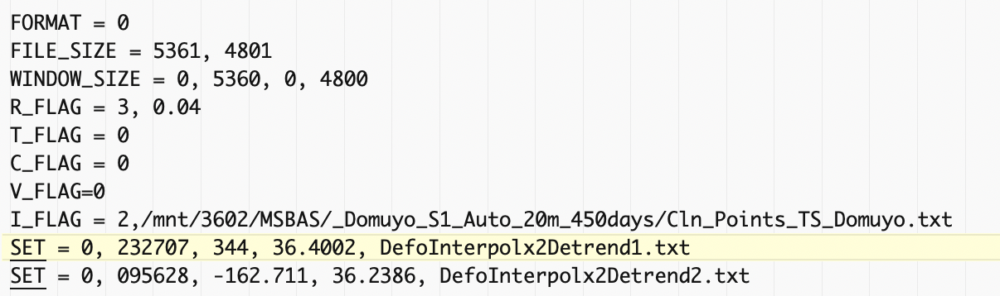 FORMAT = 0
FILE_SIZE = 5361, 4801
WINDOW_SIZE = 0, 5360, 0, 4800
R_FLAG = 3, 0.04
T_FLAG = 0
C_FLAG = 0
V_FLAG=0
I_FLAG = 2,/mnt/3602/MSBAS/_Domuyo_S1_Auto_20m_450days/Cln_Points_TS_Domuyo.txt
SET = 0, 232707, 344, 36.4002, DefoInterpolx2Detrend1.txt
SET = 0, 095628, -162.711, 36.2386, DefoInterpolx2Detrend2.txt